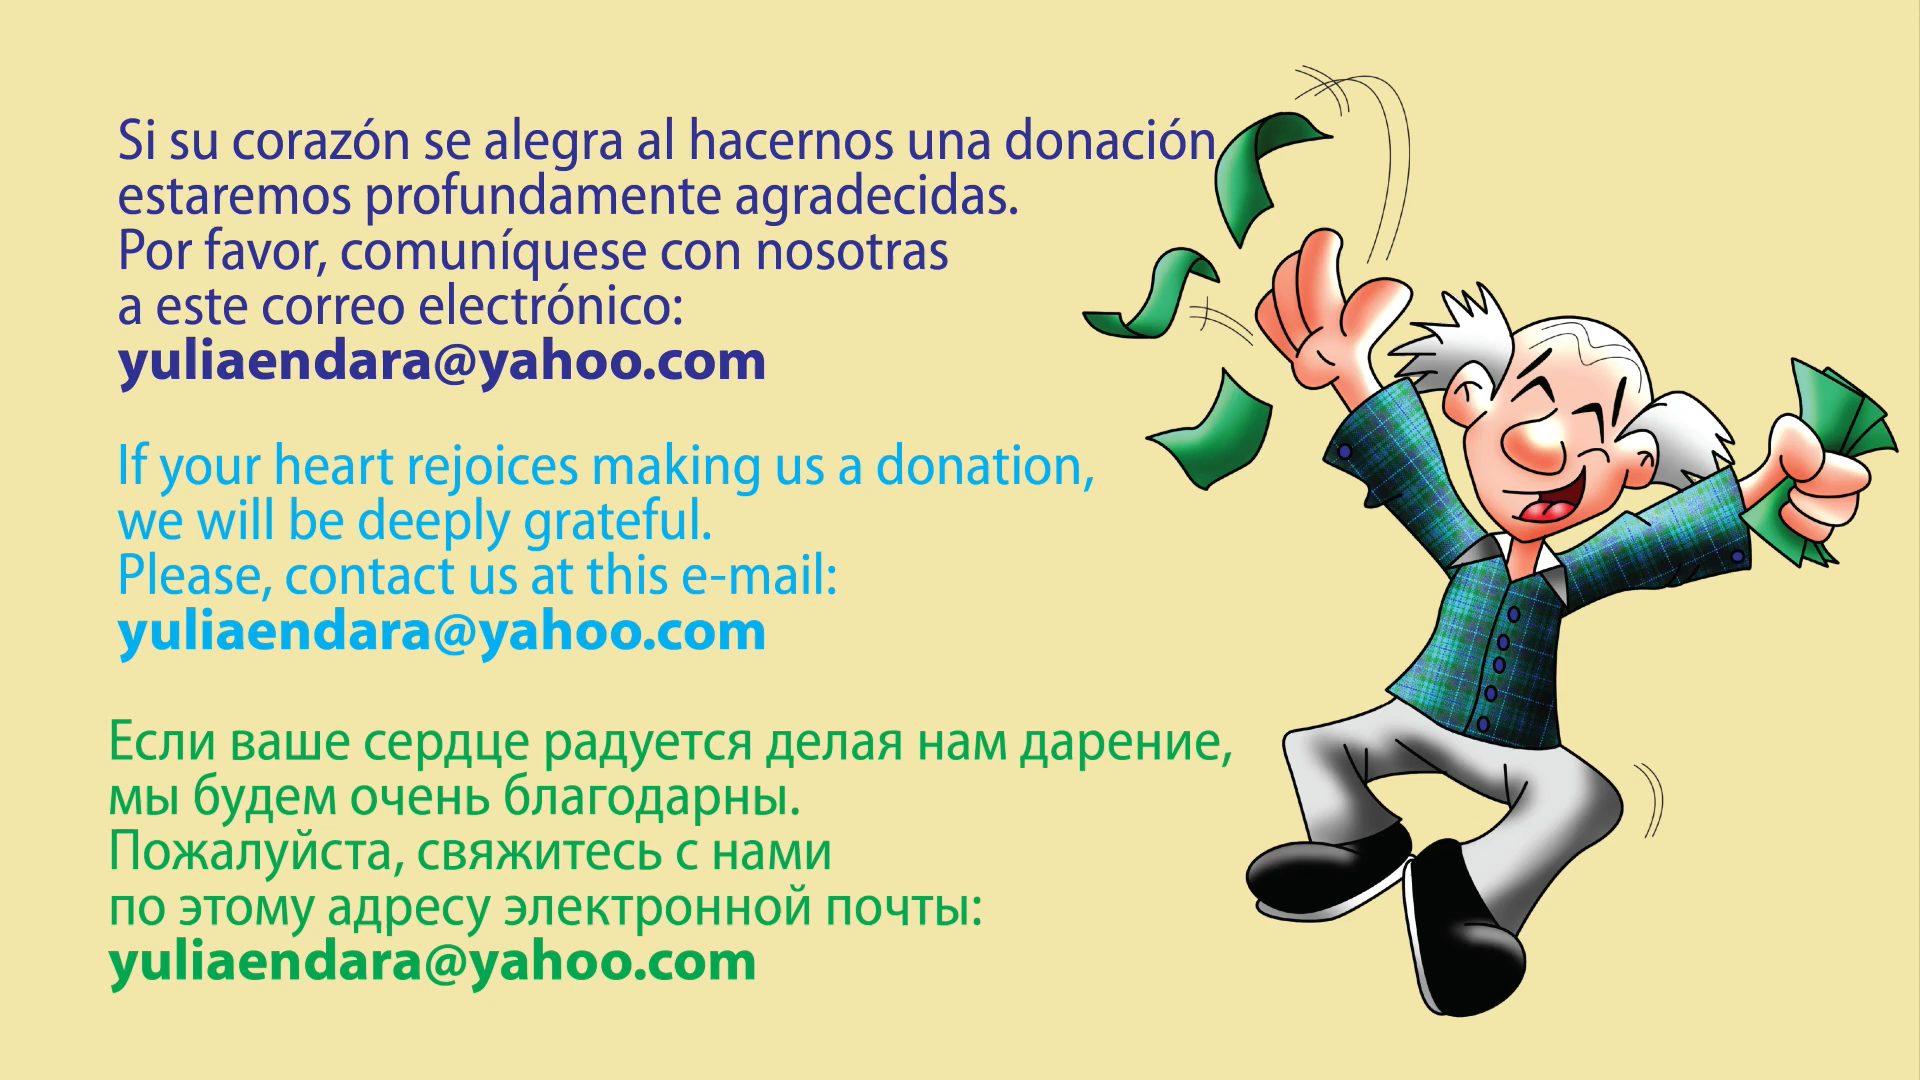 Si su corazón se alegra al hacernos una donación
estaremos profundamente agradecidas.
Por favor, comuníquese con nosotras
a este correo electrónico:
yuliaendara@yahoo.com
If your heart rejoices making us a donation,
we will be deeply grateful.
Please, contact us at this e-mail:
yuliaendara@yahoo.com
Если ваше сердце радуется делая нам дарение,
мы будем очень благодарны.
Пожалуйста, свяжитесь с нами
по этому адресу электронной почты:
yuliaendara@yahoo.com